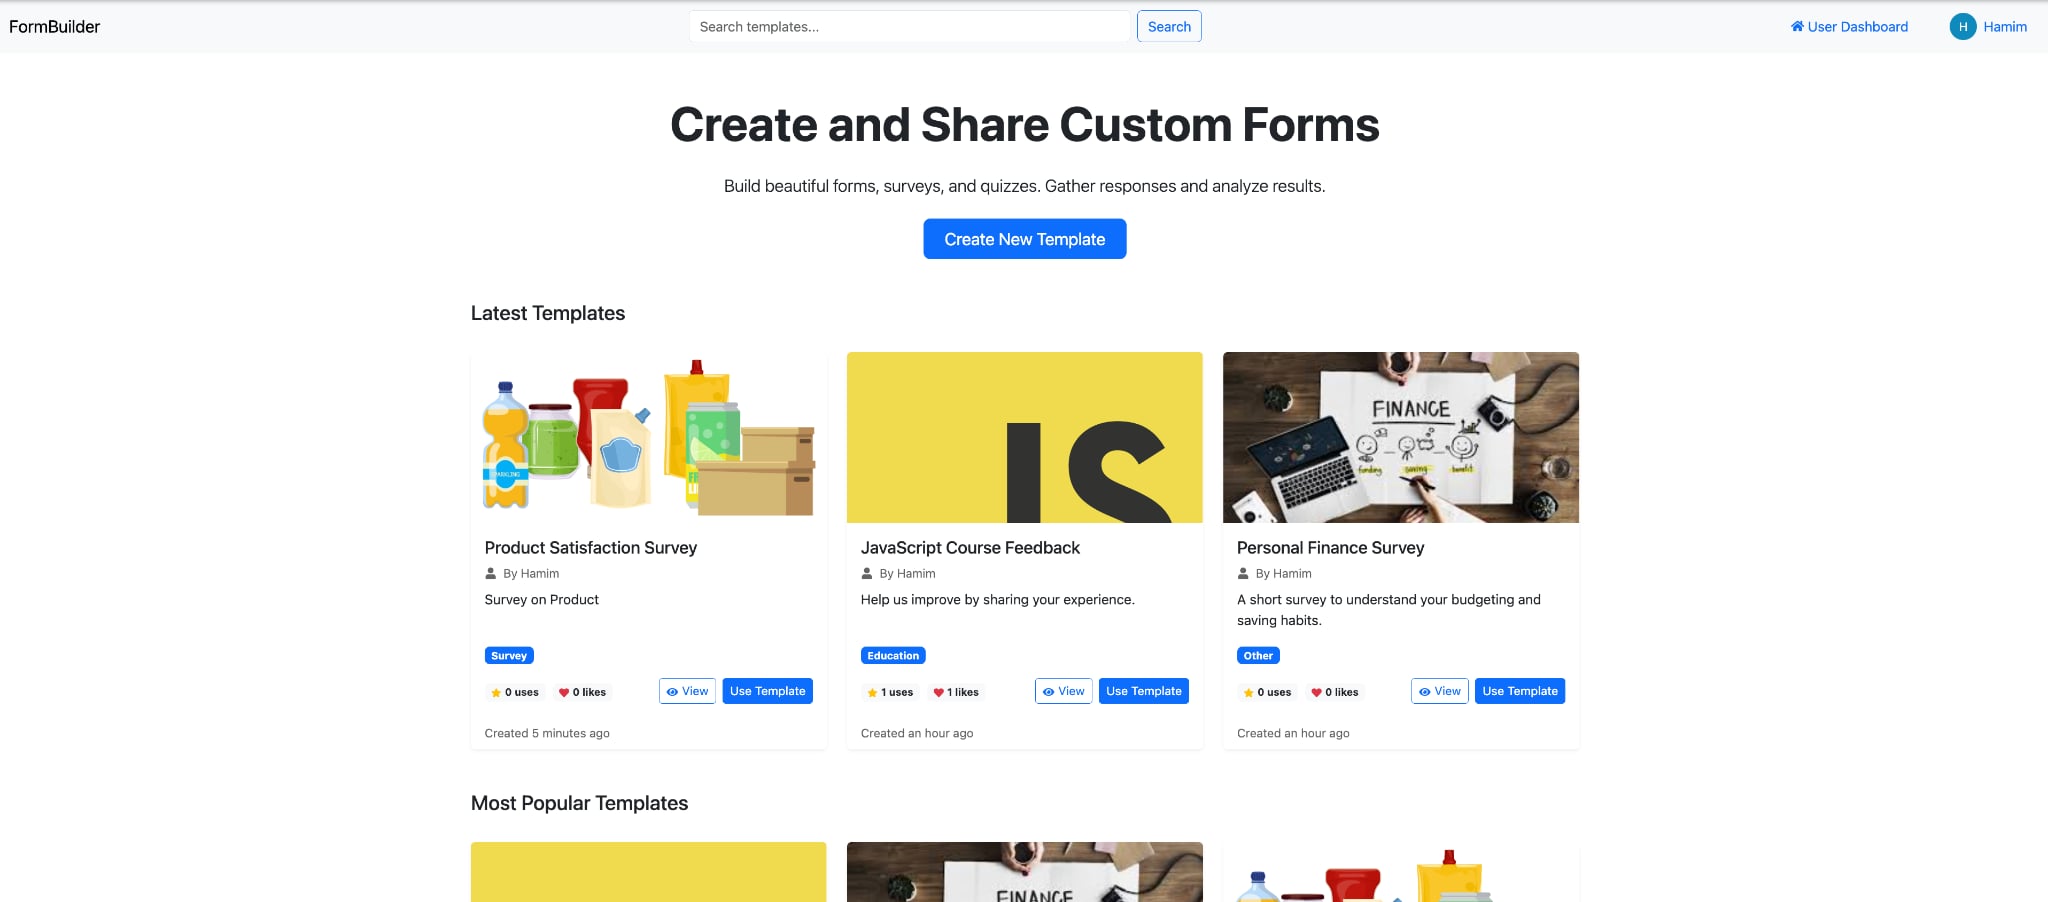 FormBuilder
Search templates...
Search
User Dashboard
H
Hamim
Create and Share Custom Forms
Build beautiful forms, surveys, and quizzes. Gather responses and analyze results.
Create New Template
Latest Templates
SPARKLING
Product Satisfaction Survey
By Hamim
Survey on Product
Survey
0 uses
0 likes
View
Use Template
Created 5 minutes ago
JS
JavaScript Course Feedback
By Hamim
Help us improve by sharing your experience.
Education
1 uses
1 likes
View
Use Template
Created an hour ago
FINANCE
funding
saving
benefit
Personal Finance Survey
By Hamim
A short survey to understand your budgeting and
saving habits.
Other
0 uses
0 likes
View
Use Template
Created an hour ago
Most Popular Templates
FINANCE